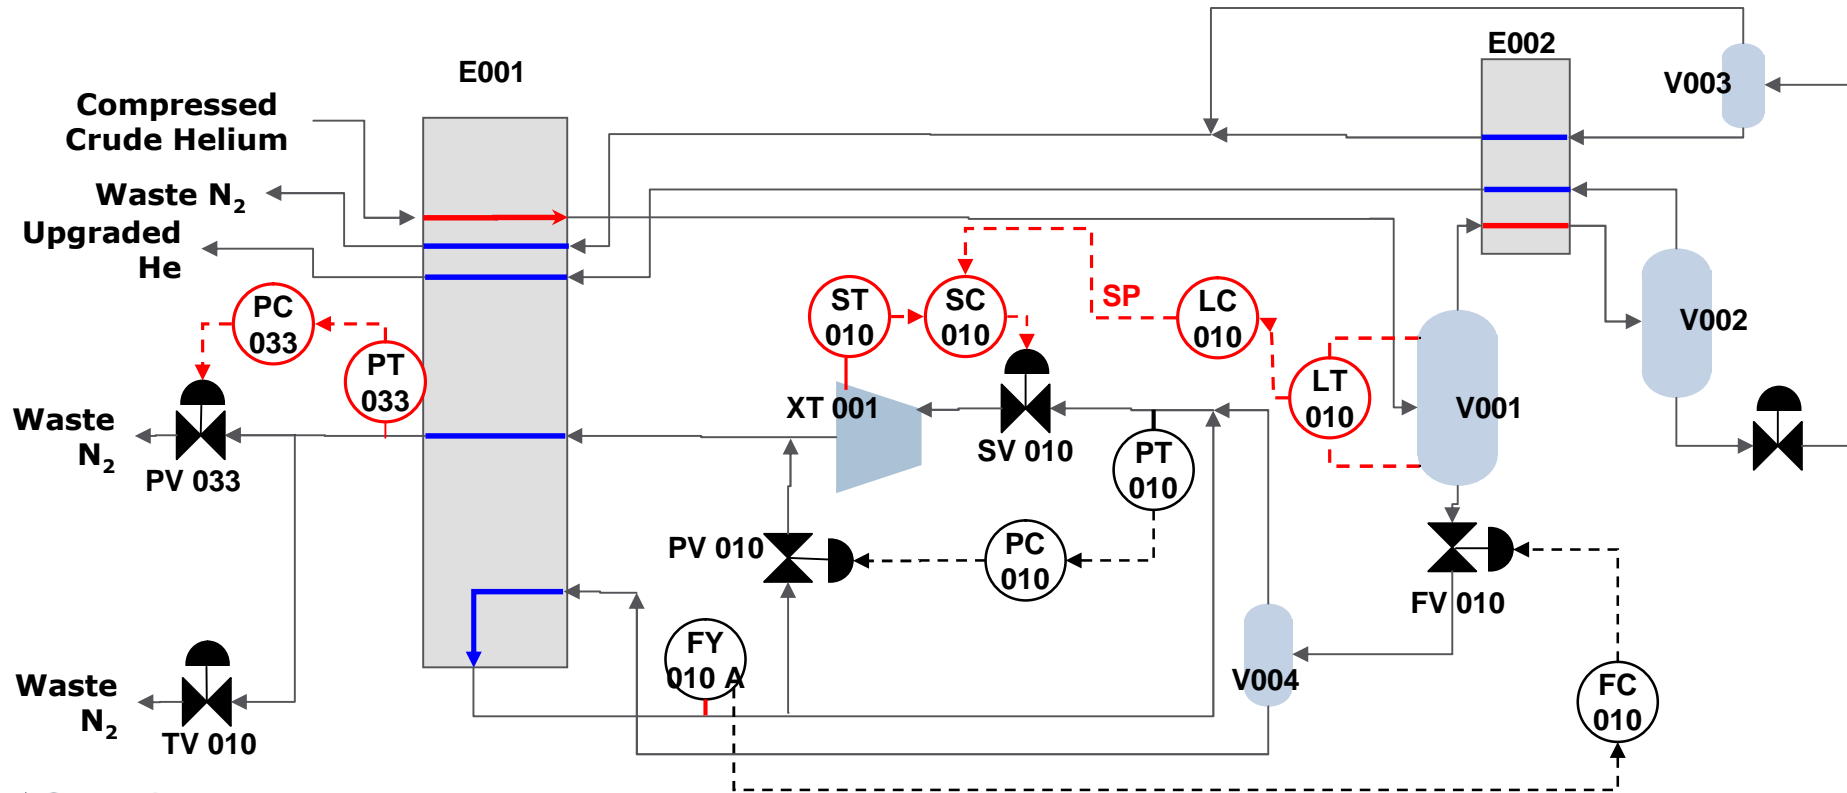 E002
V003
E001
Compressed
Crude Helium
Waste N2
Upgraded
He
PC
033
PT
033
Waste
N2
PV 033
ST
010
SC
010
SP
LC
010
LT
010
V001
V002
XT 001
SV 010
PT
010
PV 010
PC
010
FV 010
FY
010 A
V004
FC
010
Waste
N2
TV 010